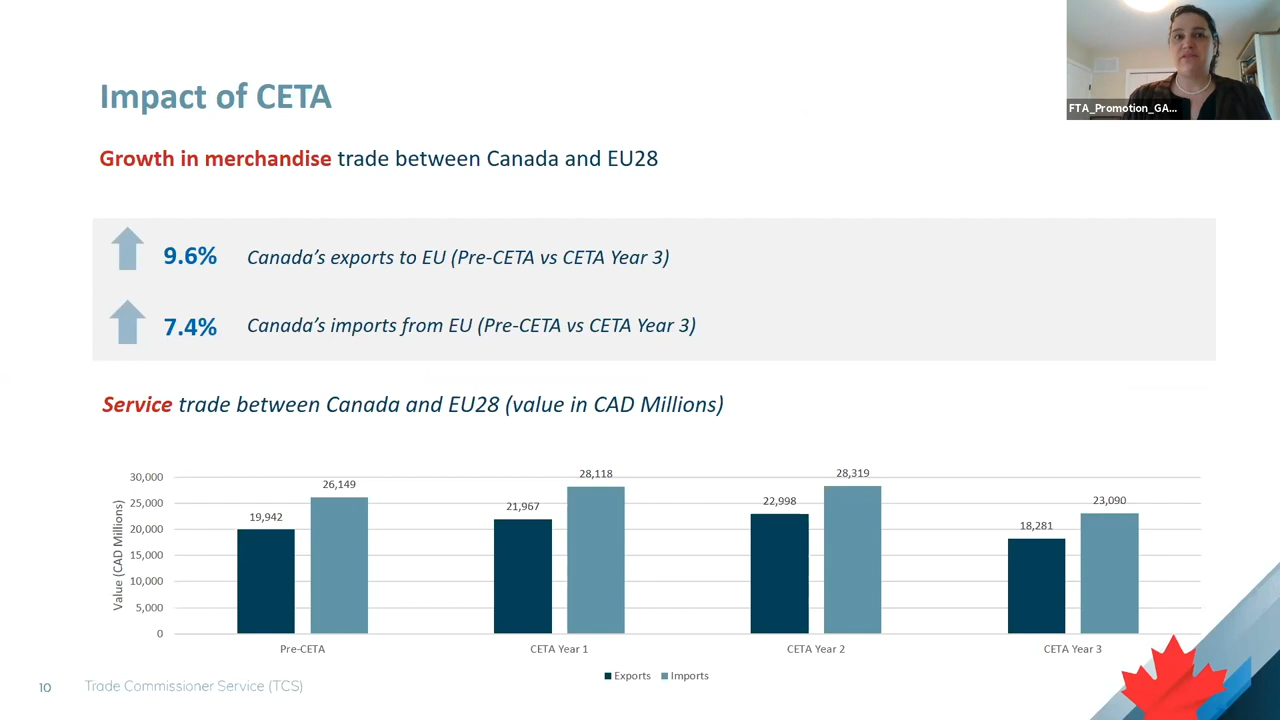 FTA_Promotion_GA...
Impact of CETA
Growth in merchandise trade between Canada and EU28
9.6% Canada's exports to EU (Pre-CETA vs CETA Year 3)
7.4% Canada's imports from EU (Pre-CETA vs CETA Year 3)
Service trade between Canada and EU28 (value in CAD Millions)
Value (CAD Millions)
30,000
25,000
20,000
15,000
10,000
5,000
0
19,942
26,149
21,967
28,118
22,998
28,319
18,281
23,090
Pre-CETA
CETA Year 1
CETA Year 2
CETA Year 3
Exports
Imports
10
Trade Commissioner Service (TCS)